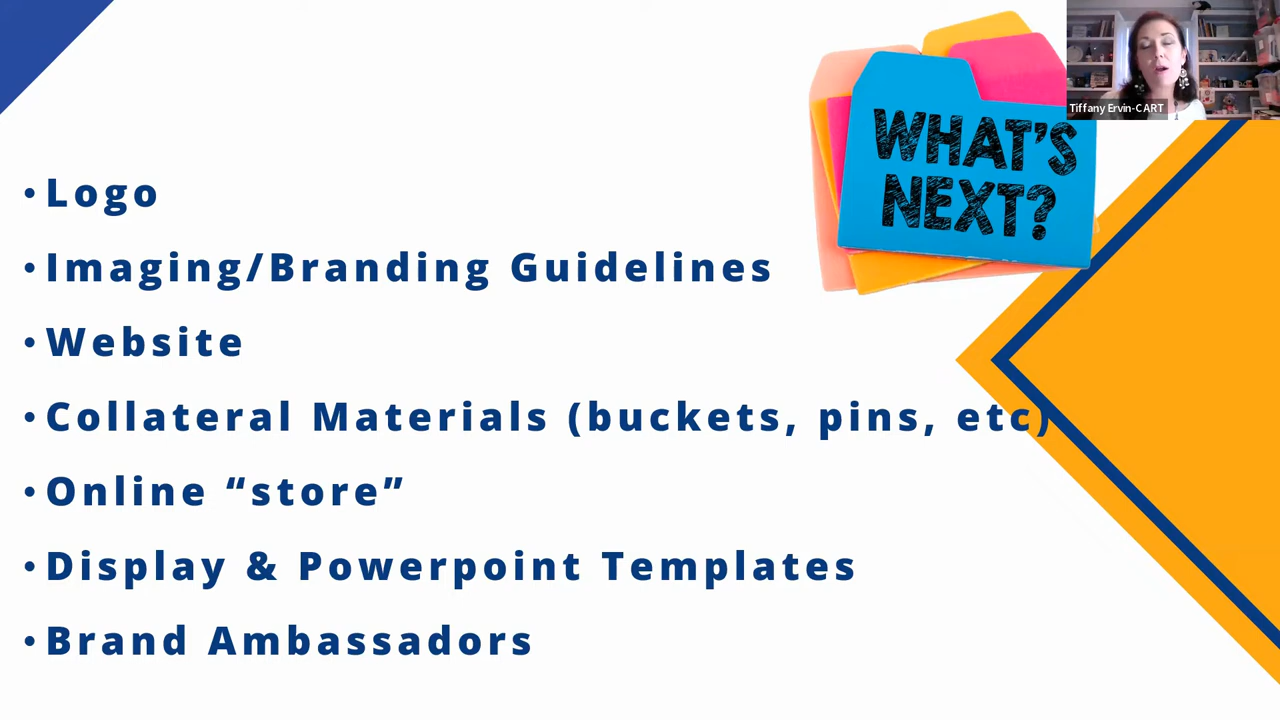 WHAT'S
NEXT?
Tiffany Ervin-CART
• Logo
• Imaging/Branding Guidelines
• Website
• Collateral Materials (buckets, pins, etc)
• Online “store”
• Display & Powerpoint Templates
• Brand Ambassadors